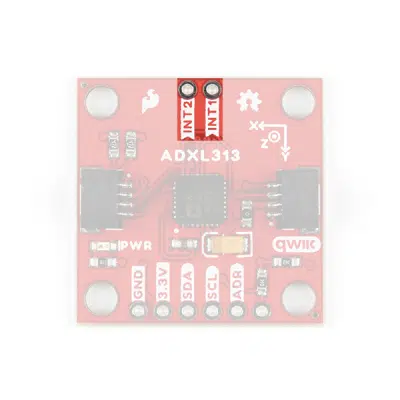 INT2 INT1
X
Z
Y
ADXL313
PWR
qwiic
GND 3.3V SDA SCL ADR